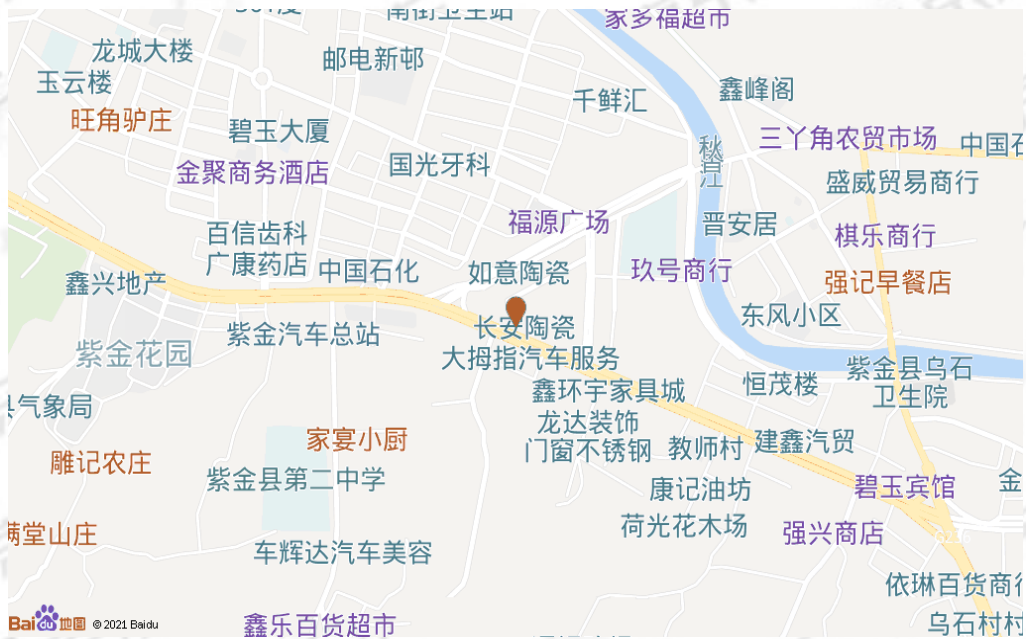 南街卫生站
家多福超市
龙城大楼
邮电新邨
玉云楼
鑫峰阁
千鲜汇
旺角驴庄
碧玉大厦
秋香江
三丫角农贸市场
中国石
金聚商务酒店
国光牙科
盛威贸易商行
福源广场
晋安居
百信齿科
棋乐商行
广康药店
中国石化
如意陶瓷
玖号商行
鑫兴地产
强记早餐店
东风小区
长安陶瓷
紫金汽车总站
紫金花园
大拇指汽车服务
紫金县乌石
卫生院
鑫环宇家具城
恒茂楼
县气象局
龙达装饰
家宴小厨
门窗不锈钢
教师村
建鑫汽贸
雕记农庄
紫金县第二中学
康记油坊
碧玉宾馆
金
满堂山庄
荷光花木场
强兴商店
G236
车辉达汽车美容
依琳百货商行
Bai du 地图 © 2021 Baidu
鑫乐百货超市
乌石村村